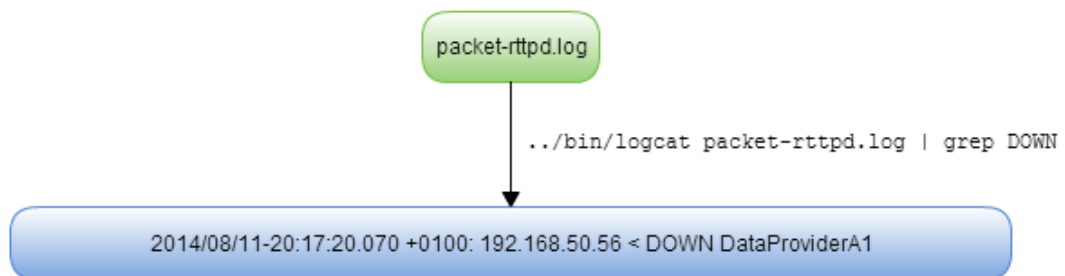 packet-rttpd.log
../bin/logcat packet-rttpd.log | grep DOWN
2014/08/11-20:17:20.070 +0100: 192.168.50.56 < DOWN DataProviderA1